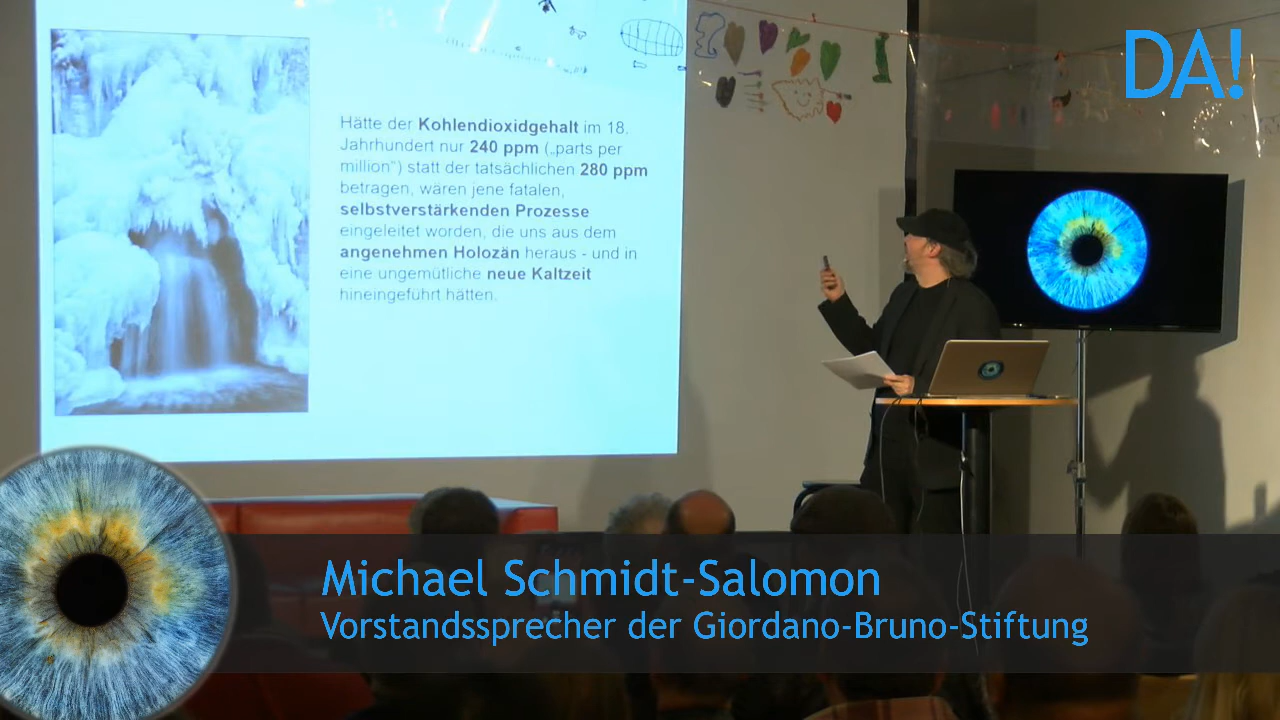 Hätte der Kohlendioxidgehalt im 18.
Jahrhundert nur 240 ppm („parts per
million“) statt der tatsächlichen 280 ppm
betragen, wären jene fatalen,
selbstverstärkenden Prozesse
eingeleitet worden, die uns aus dem
angenehmen Holozän heraus - und in
eine ungemütliche neue Kaltzeit
hineingeführt hätten.
DA!
Michael Schmidt-Salomon
Vorstandssprecher der Giordano-Bruno-Stiftung